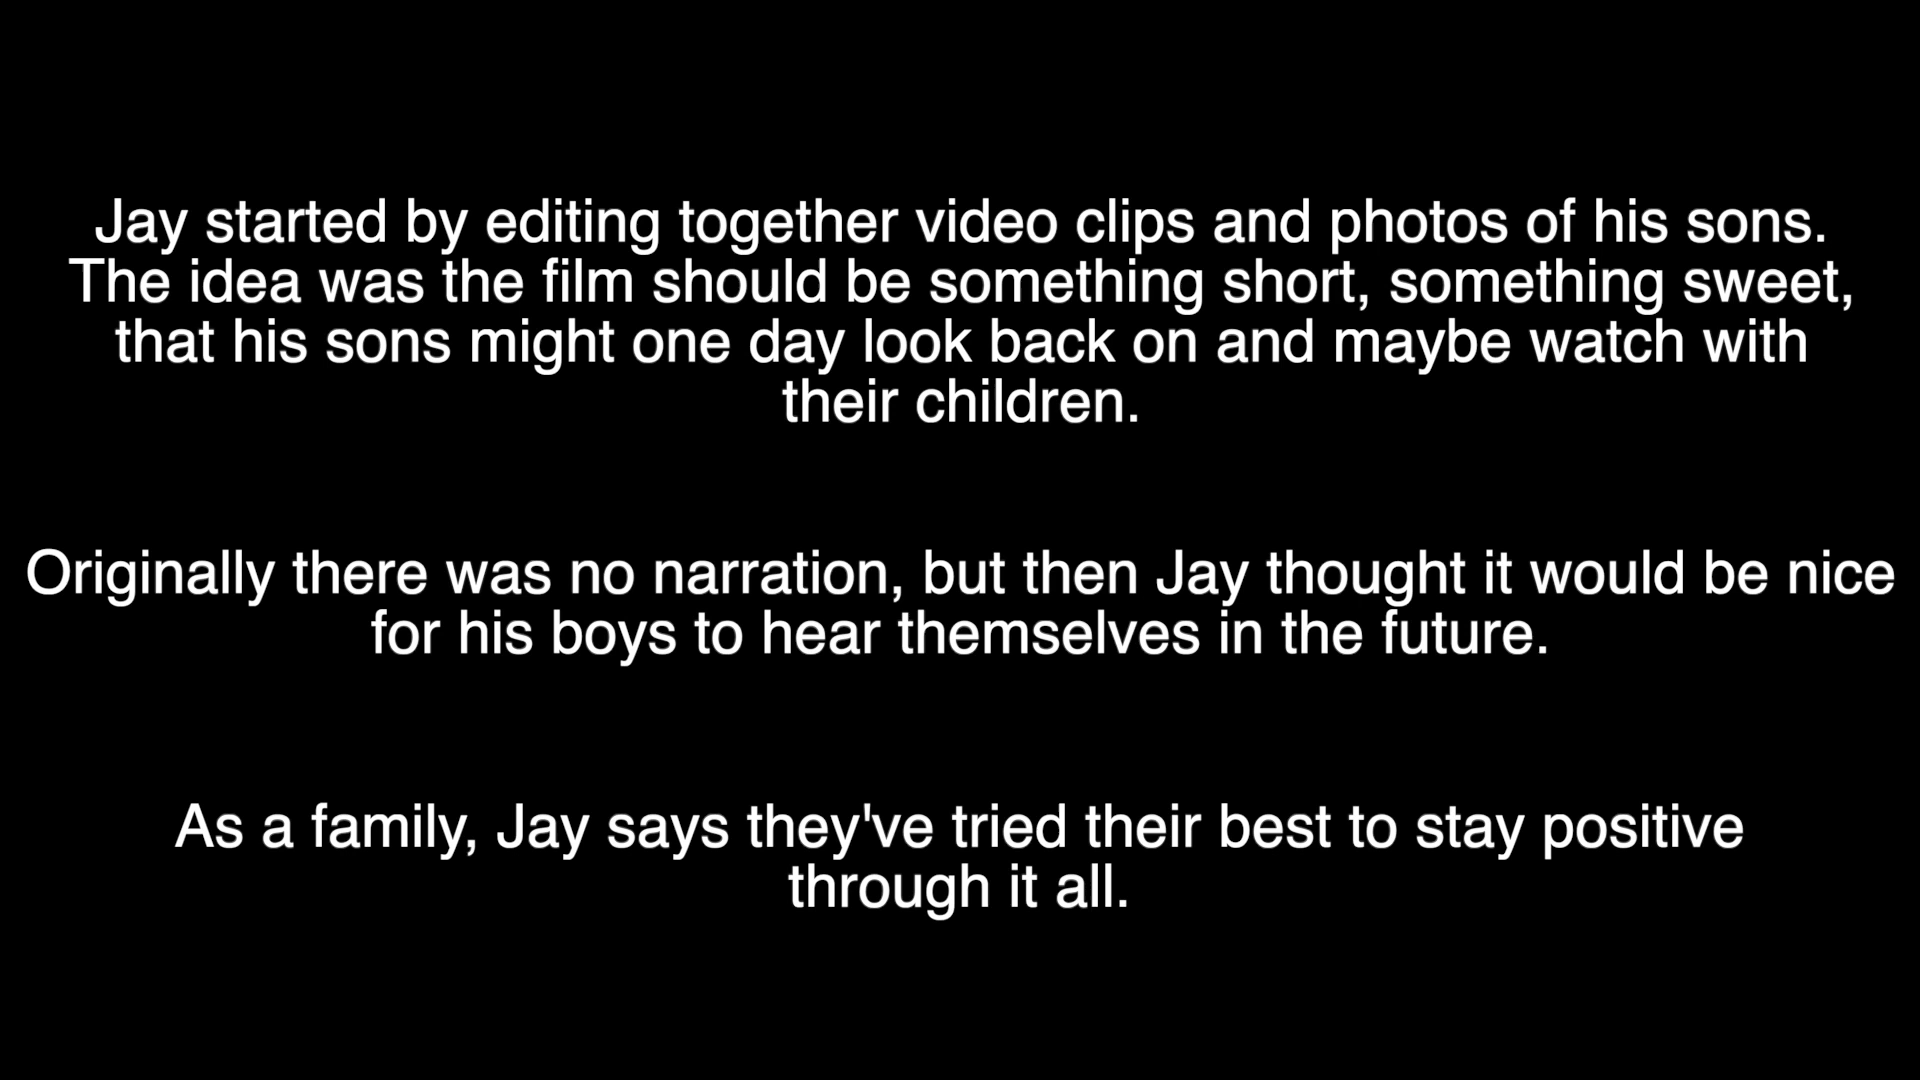 Jay started by editing together video clips and photos of his sons.
The idea was the film should be something short, something sweet,
that his sons might one day look back on and maybe watch with
their children.
Originally there was no narration, but then Jay thought it would be nice
for his boys to hear themselves in the future.
As a family, Jay says they've tried their best to stay positive
through it all.